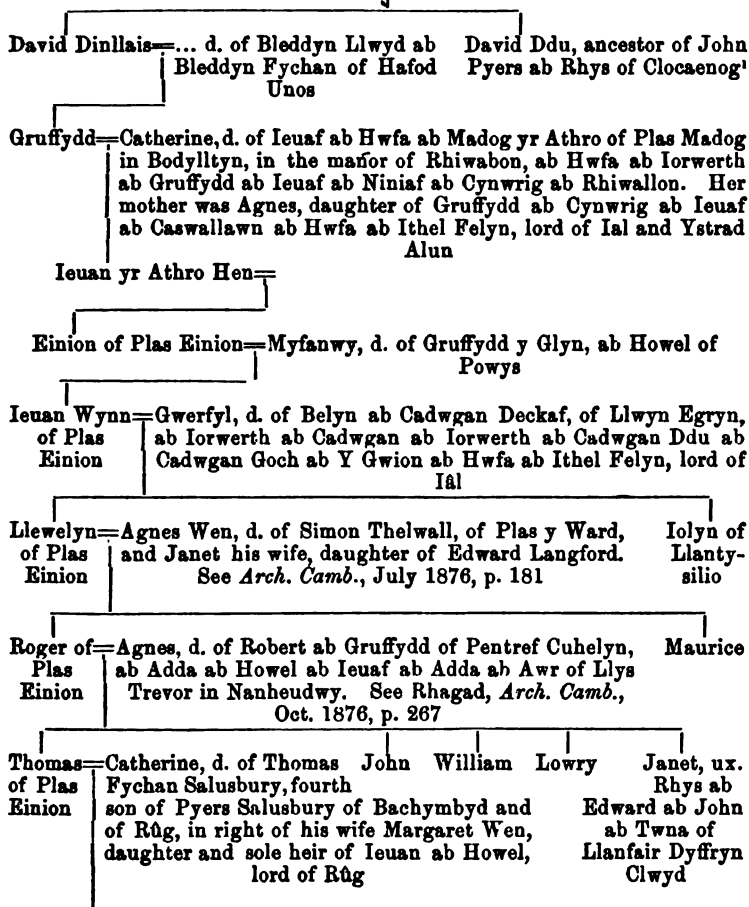 David Dinllais=... d. of Bleddyn Llwyd ab David Ddu, ancestor of John
Bleddyn Fychan of Hafod Pyers ab Rhys of Clocaenog¹
Unos
Gruffydd=Catherine, d. of Ieuaf ab Hwfa ab Madog yr Athro of Plas Madog
in Bodylltyn, in the manor of Rhiwabon, ab Hwfa ab Iorwerth
ab Gruffydd ab Ieuaf ab Niniaf ab Cynwrig ab Rhiwallon. Her
mother was Agnes, daughter of Gruffydd ab Cynwrig ab Ieuaf
ab Caswallawn ab Hwfa ab Ithel Felyn, lord of Ial and Ystrad
Alun
Ieuan yr Athro Hen=
Einion of Plas Einion=Myfanwy, d. of Gruffydd y Glyn, ab Howel of
Powys
Ieuan Wynn=Gwerfyl, d. of Belyn ab Cadwgan Deckaf, of Llwyn Egryn,
of Plas ab Iorwerth ab Cadwgan ab Iorwerth ab Cadwgan Ddu ab
Einion Cadwgan Goch ab Y Gwion ab Hwfa ab Ithel Felyn, lord of
Iâl
Llewelyn=Agnes Wen, d. of Simon Thelwall, of Plas y Ward, Iolyn of
of Plas and Janet his wife, daughter of Edward Langford. Llanty-
Einion See Arch. Camb., July 1876, p. 181 silio
Roger of=Agnes, d. of Robert ab Gruffydd of Pentref Cuhelyn, Maurice
Plas ab Adda ab Howel ab Ieuaf ab Adda ab Awr of Llys
Einion Trevor in Nanheudwy. See Rhagad, Arch. Camb.,
Oct. 1876, p. 267
Thomas=Catherine, d. of Thomas John William Lowry Janet, ux.
of Plas Fychan Salusbury, fourth Rhys ab
Einion son of Pyers Salusbury of Bachymbyd and Edward ab John
of Rûg, in right of his wife Margaret Wen, ab Twna of
daughter and sole heir of Ieuan ab Howel, Llanfair Dyffryn
lord of Rûg Clwyd